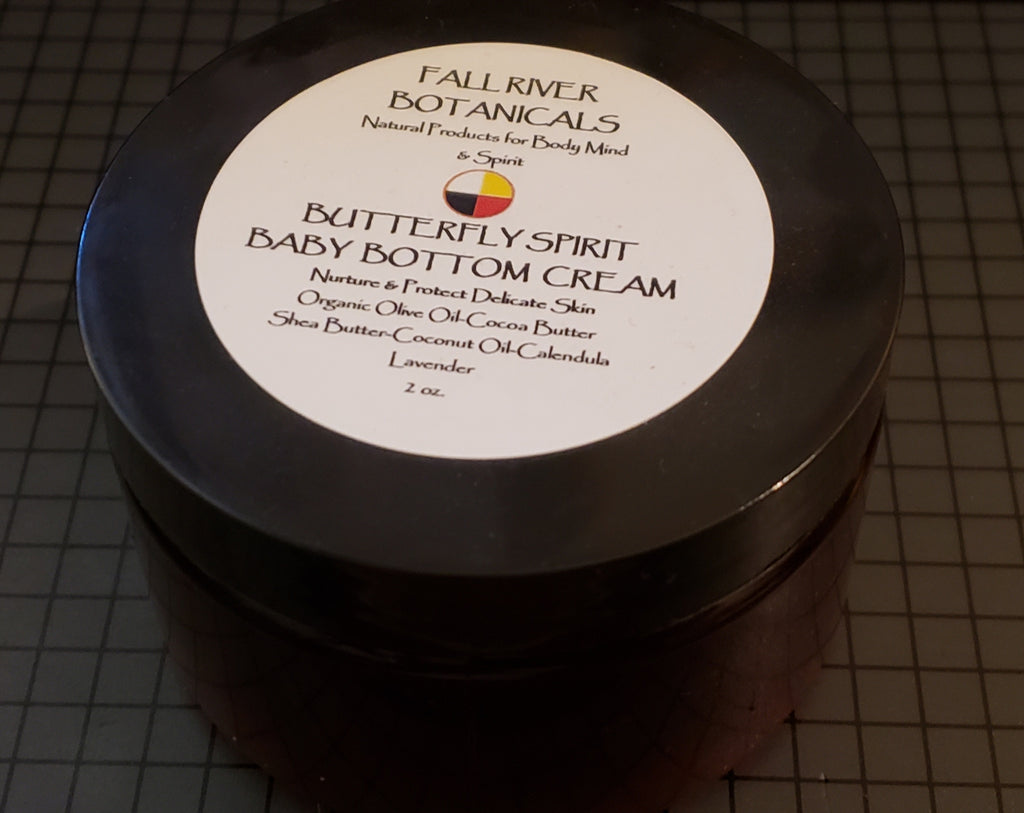 FALL RIVER
BOTANICALS
Natural Products for Body Mind
& Spirit
BUTTERFLY SPIRIT
BABY BOTTOM CREAM
Nurture & Protect Delicate Skin
Organic Olive Oil-Cocoa Butter
Shea Butter-Coconut Oil-Calendula
Lavender
2 oz.